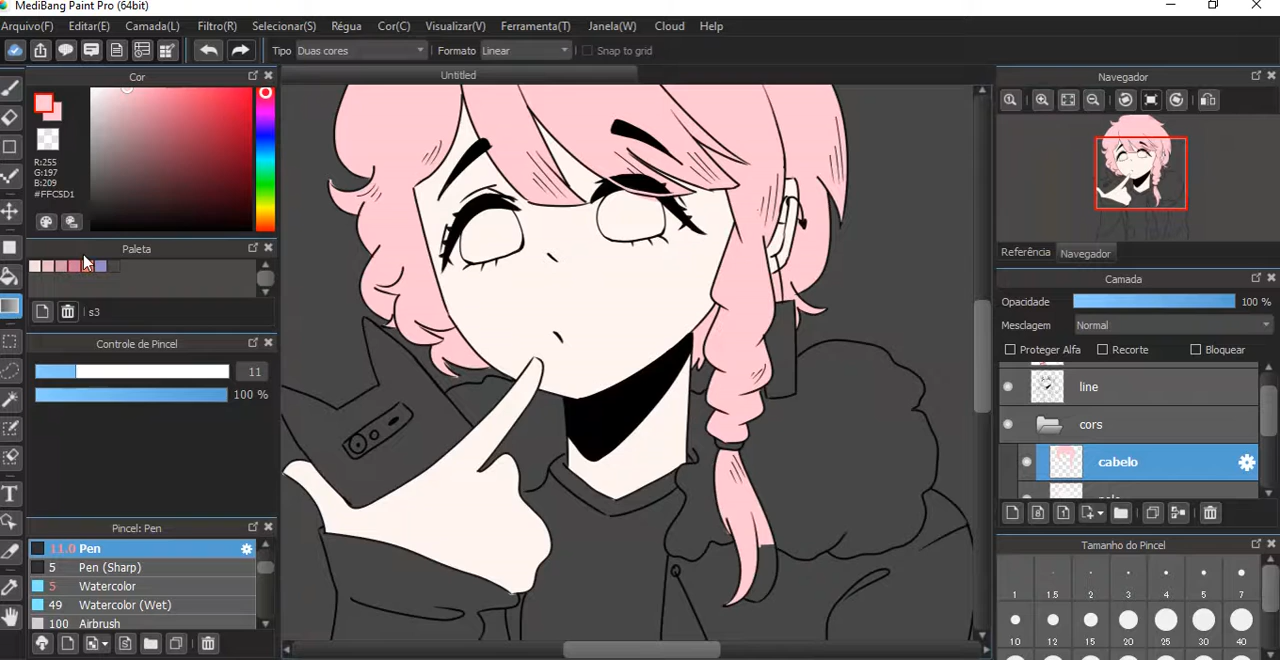 MediBang Paint Pro (64bit)
Arquivo(F) Editar(E) Camada(L) Filtro(R) Selecionar(S) Régua Cor(C) Visualizar(V) Ferramenta(T) Janela(W) Cloud Help
Tipo Duas cores Formato Linear Snap to grid
Cor
Untitled
Navegador
R:255
G:197
B:209
#FFC5D1
Paleta
s3
Referência Navegador
Camada
Opacidade 100 %
Mesclagem Normal
Proteger Alfa Recorte Bloquear
line
cors
cabelo
Controle de Pincel
11
100 %
Pincel: Pen
11.0 Pen
5 Pen (Sharp)
5 Watercolor
49 Watercolor (Wet)
100 Airbrush
Tamanho do Pincel
1 1.5 2 3 4 5 7
10 12 15 20 25 30 40